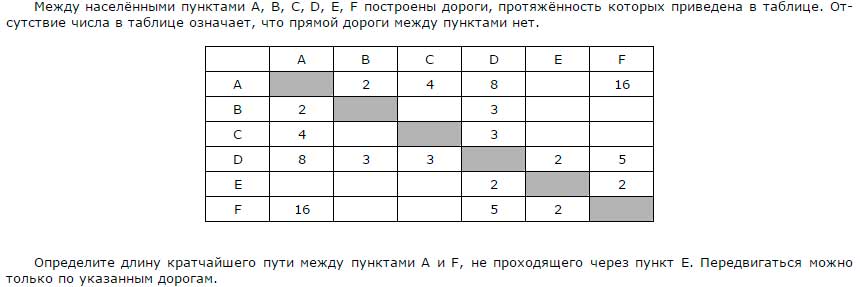 Между населёнными пунктами A, B, C, D, E, F построены дороги, протяжённость которых приведена в таблице. От-
сутствие числа в таблице означает, что прямой дороги между пунктами нет.
A B C D E F
A 2 4 8 16
B 2 3
C 4 3
D 8 3 3 2 5
E 2 2
F 16 5 2
Определите длину кратчайшего пути между пунктами A и F, не проходящего через пункт E. Передвигаться можно
только по указанным дорогам.